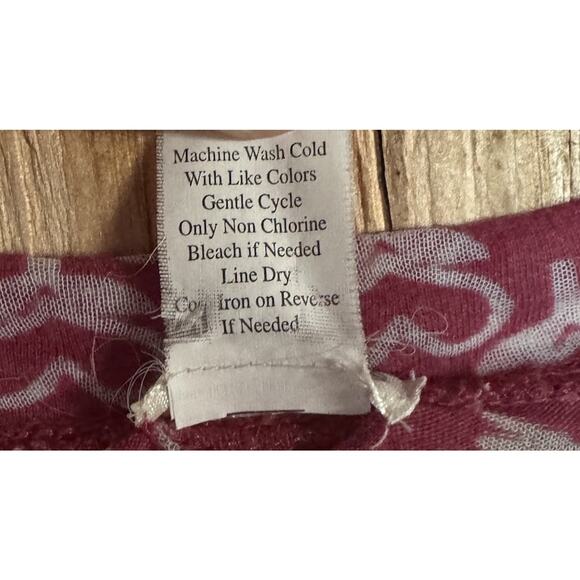 Machine Wash Cold
With Like Colors
Gentle Cycle
Only Non Chlorine
Bleach if Needed
Line Dry
Iron on Reverse
If Needed